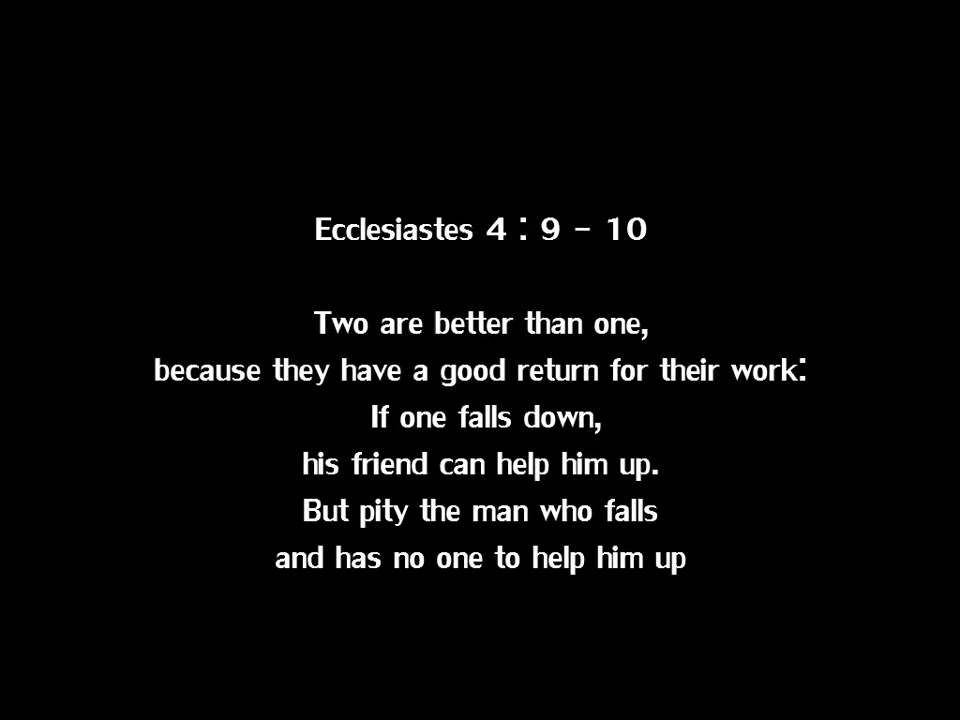 Ecclesiastes 4 : 9 - 10
Two are better than one,
because they have a good return for their work:
If one falls down,
his friend can help him up.
But pity the man who falls
and has no one to help him up